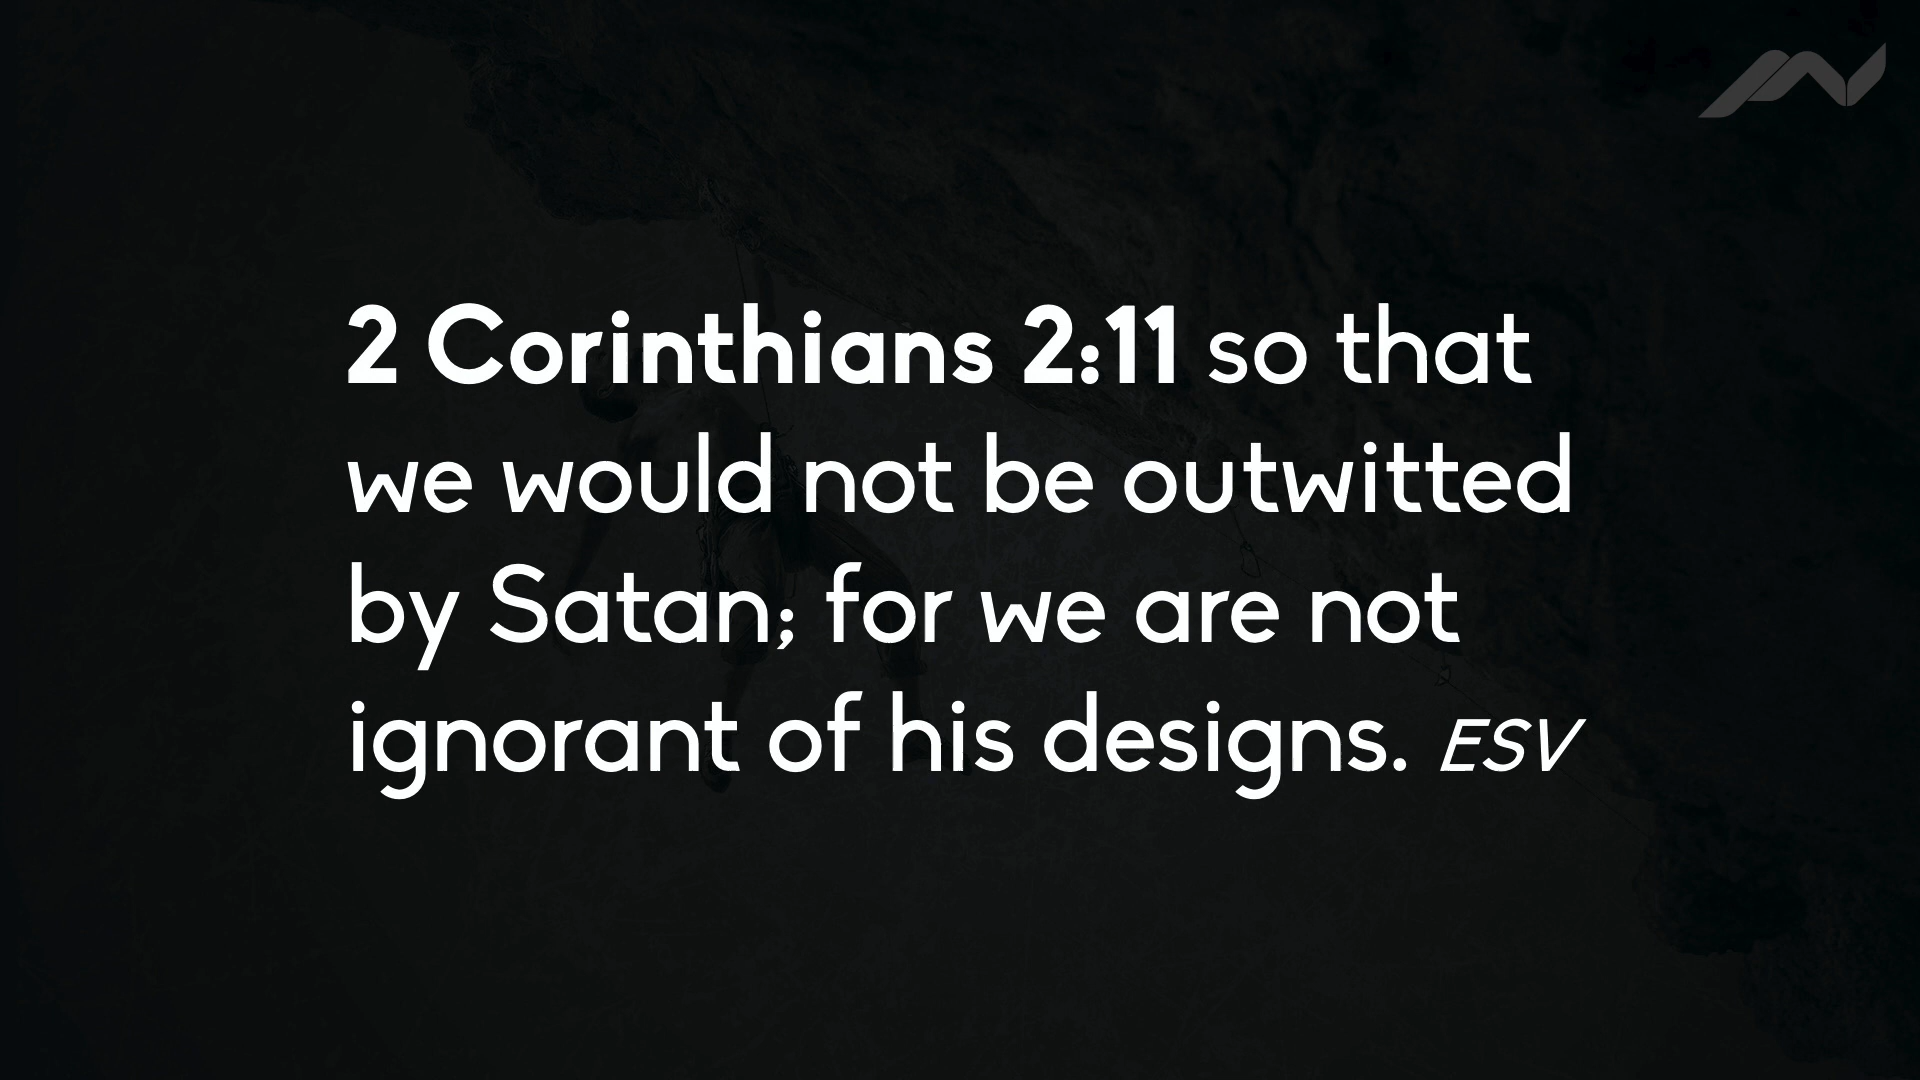 2 Corinthians 2:11 so that
we would not be outwitted
by Satan; for we are not
ignorant of his designs. ESV